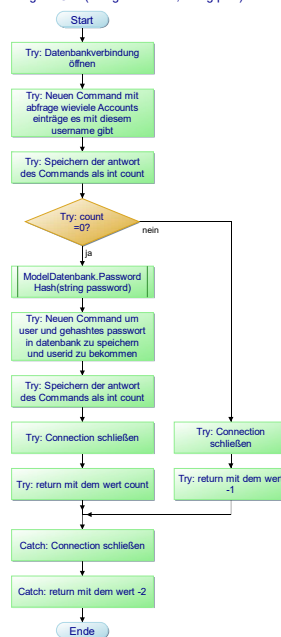 Start
Try: Datenbankverbindung
öffnen
Try: Neuen Command mit
abfrage wieviele Accounts
einträge es mit diesem
username gibt
Try: Speichern der antwort
des Commands als int count
Try: count
=0?
nein
ja
ModelDatenbank.Password
Hash(string password)
Try: Neuen Command um
user und gehashtes passwort
in datenbank zu speichern
und userid zu bekommen
Try: Speichern der antwort
des Commands als int count
Try: Connection schließen
Try: Connection
schließen
Try: return mit dem wert count
Try: return mit dem wer
-1
Catch: Connection schließen
Catch: return mit dem wert -2
Ende